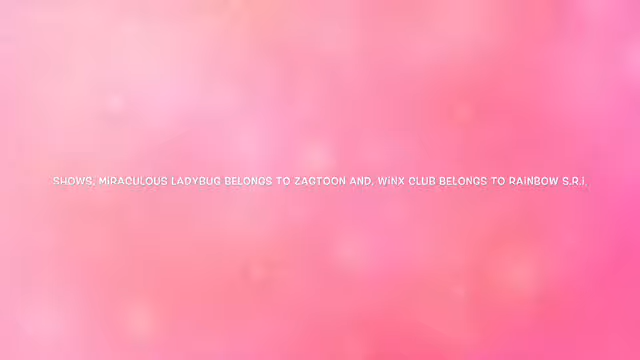 SHOWS, MiRACULOUS LADYBUG BELONGS TO ZAGTOON AND, WiNX CLUB BELONGS TO RAiNBOW S.R.i.